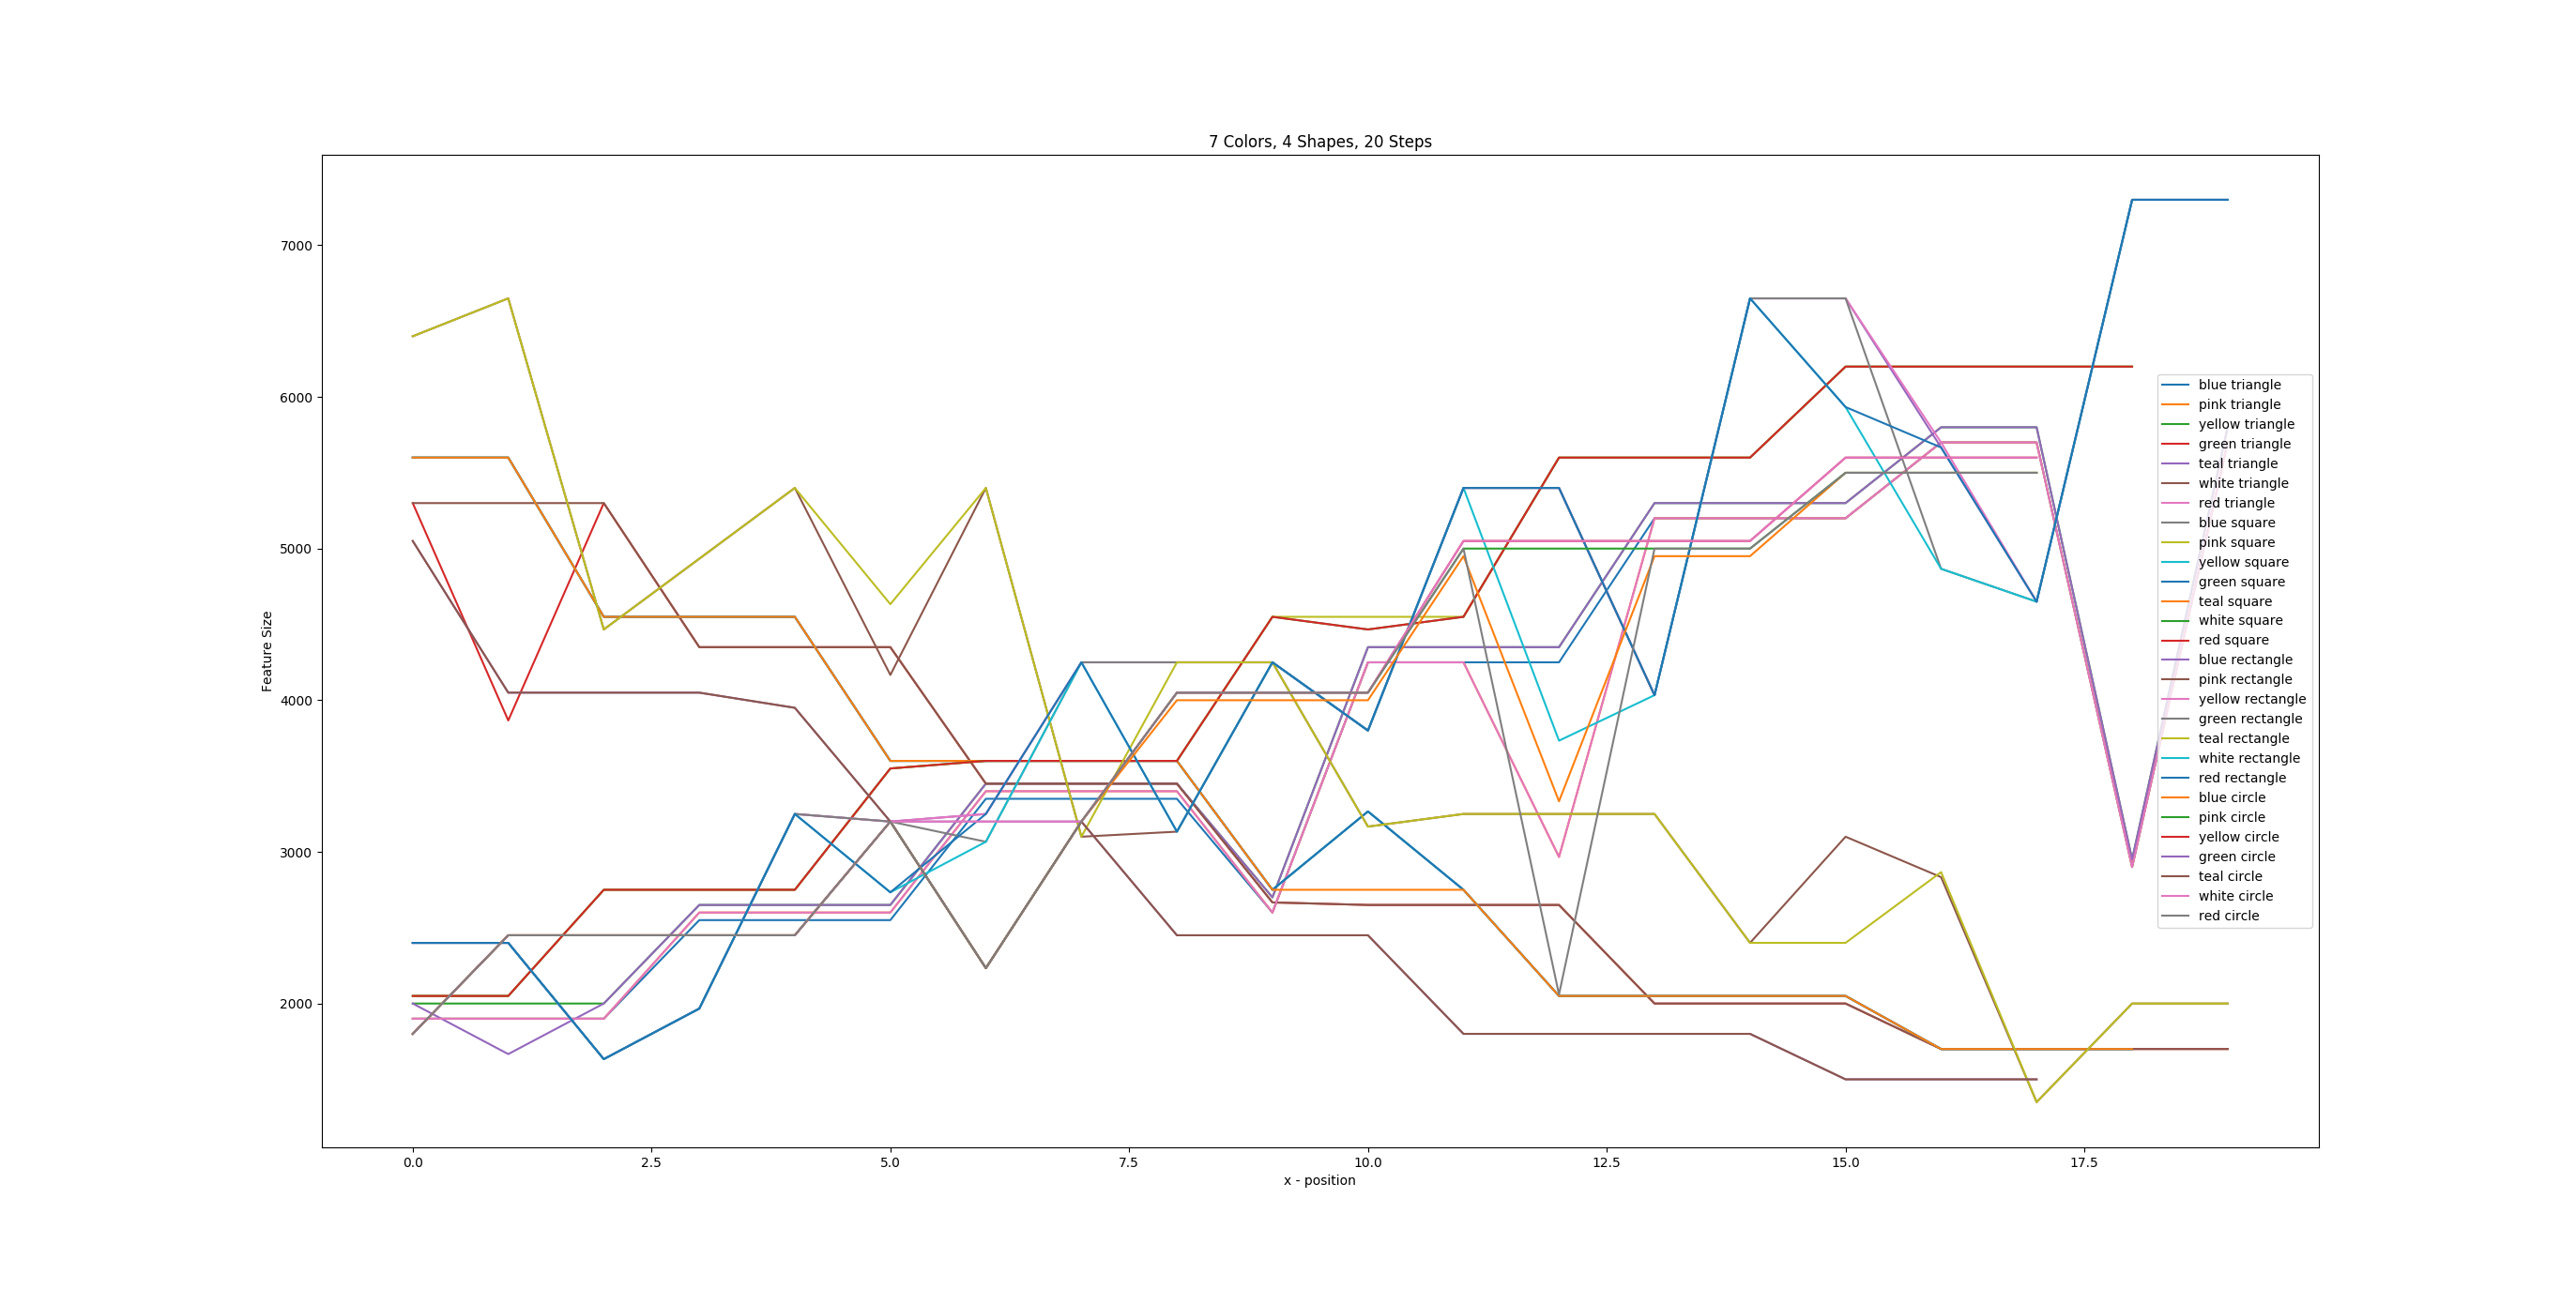 7 Colors, 4 Shapes, 20 Steps
7000
6000
5000
4000
3000
2000
Feature Size
0.0 2.5 5.0 7.5 10.0 12.5 15.0 17.5
x - position
blue triangle
pink triangle
yellow triangle
green triangle
teal triangle
white triangle
red triangle
blue square
pink square
yellow square
green square
teal square
white square
red square
blue rectangle
pink rectangle
yellow rectangle
green rectangle
teal rectangle
white rectangle
red rectangle
blue circle
pink circle
yellow circle
green circle
teal circle
white circle
red circle